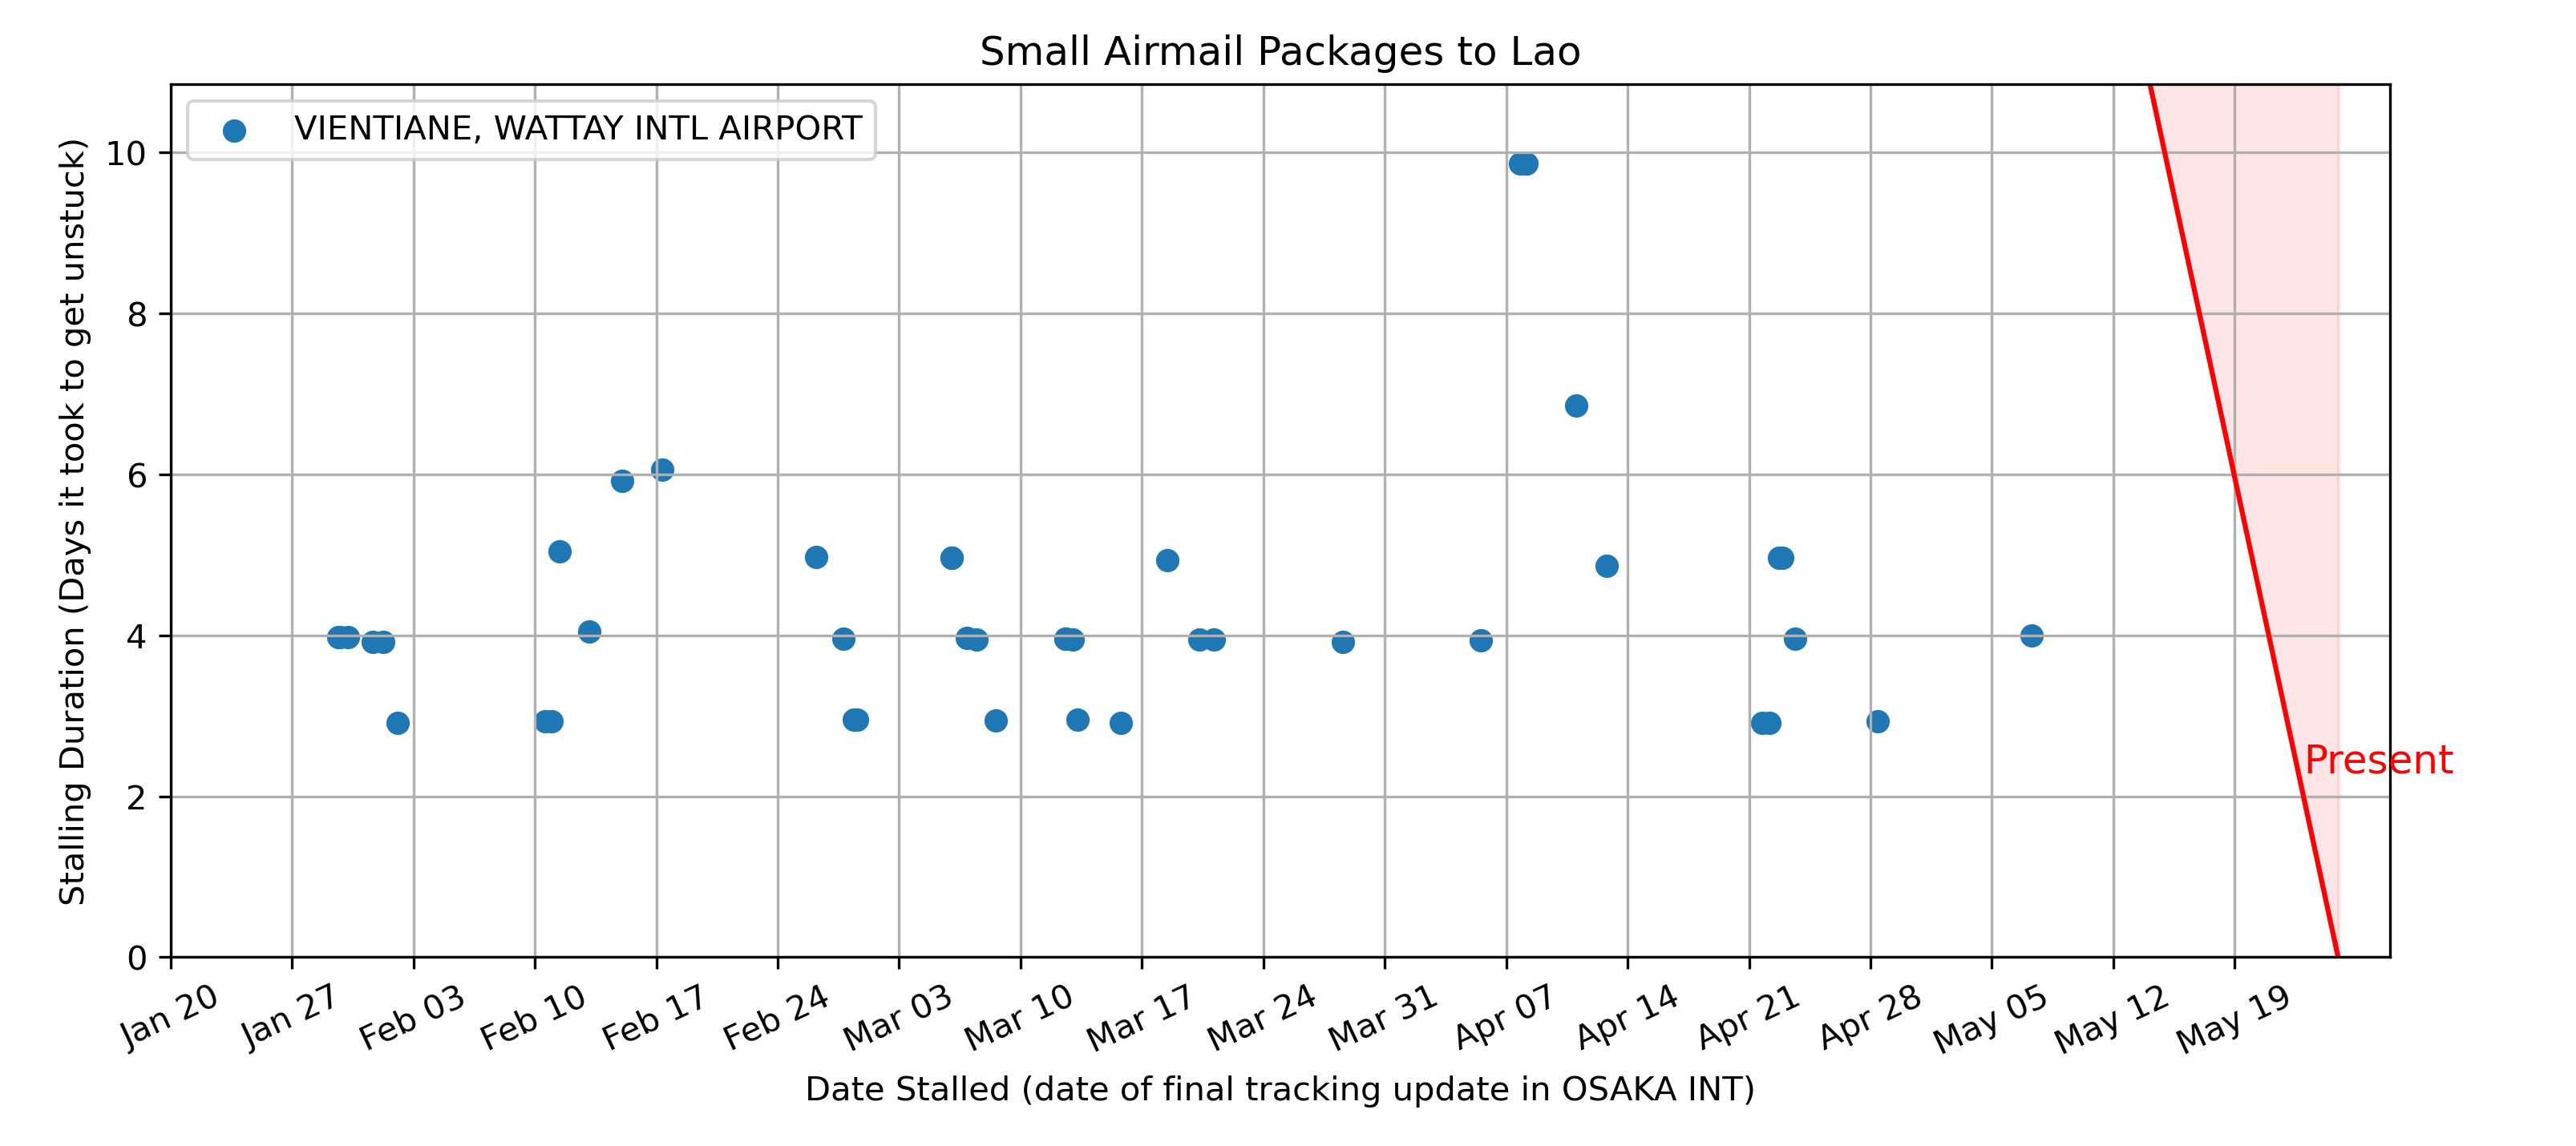 Small Airmail Packages to Lao
VIENTIANE, WATTAY INTL AIRPORT
Stalling Duration (Days it took to get unstuck)
10
8
6
4
2
0
Present
Jan 20
Jan 27
Feb 03
Feb 10
Feb 17
Feb 24
Mar 03
Mar 10
Mar 17
Mar 24
Mar 31
Apr 07
Apr 14
Apr 21
Apr 28
May 05
May 12
May 19
Date Stalled (date of final tracking update in OSAKA INT)